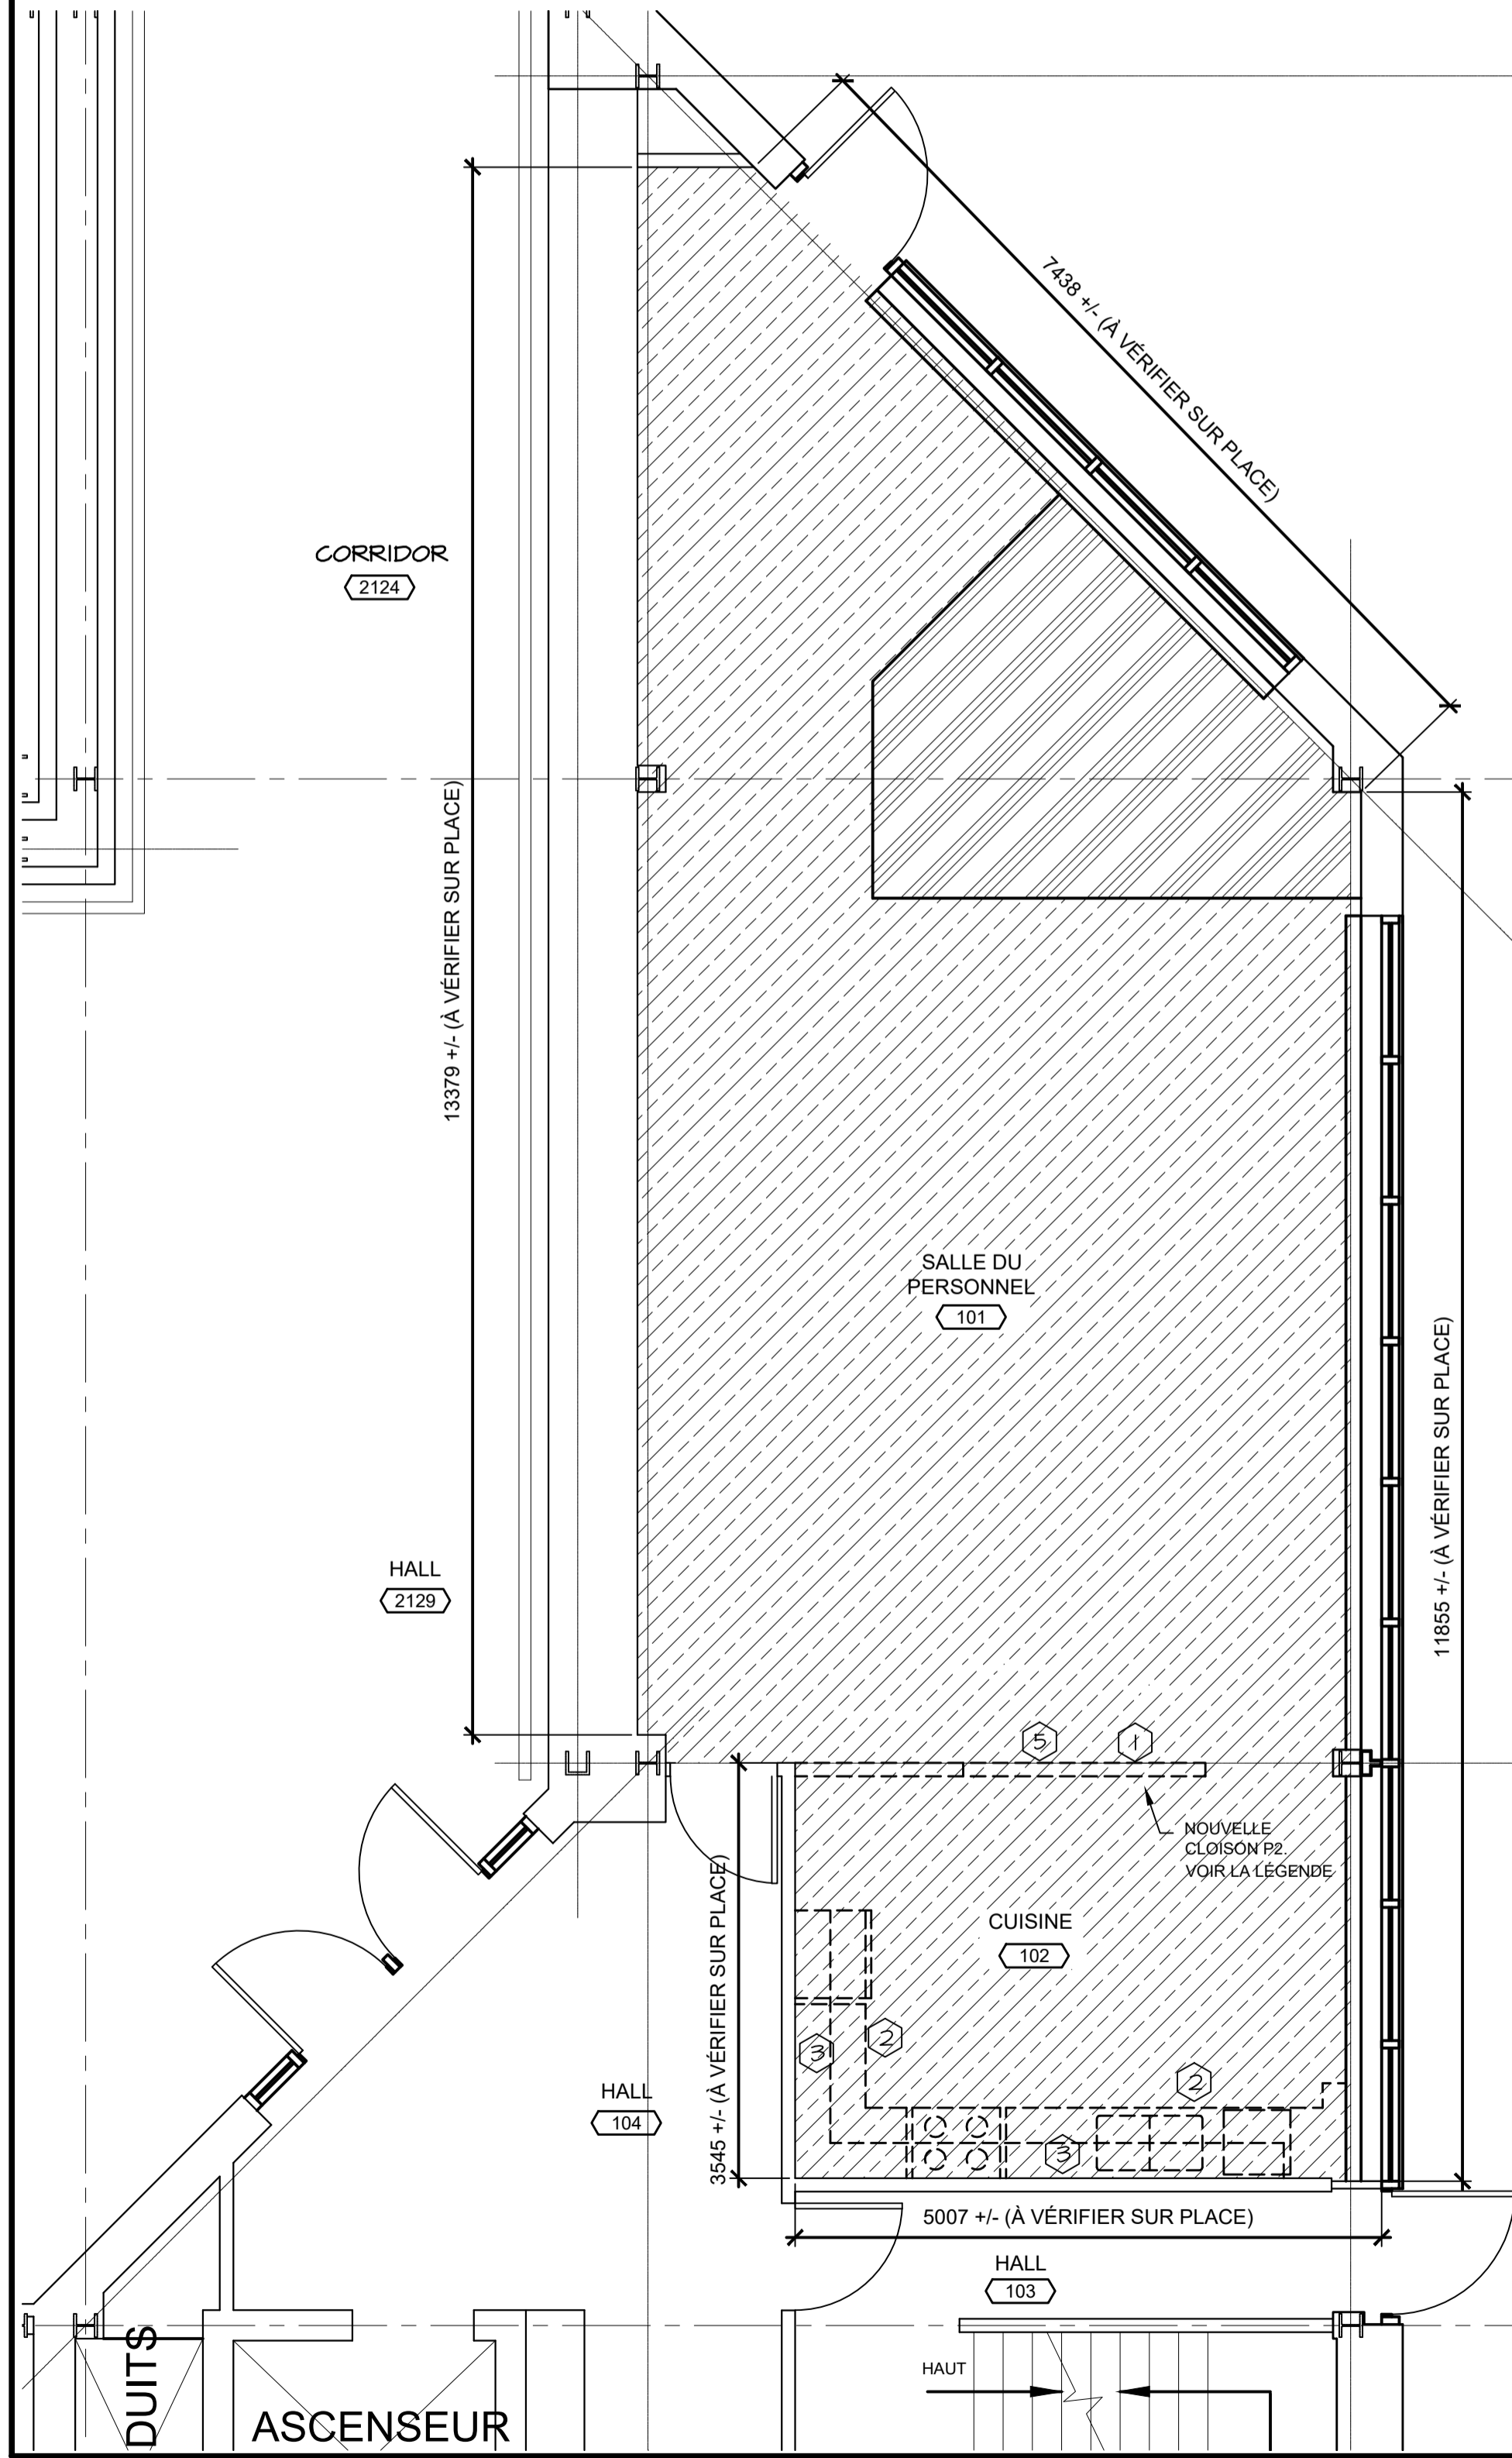 7438 +/- (À VÉRIFIER SUR PLACE)
CORRIDOR
2124
13379 +/- (À VÉRIFIER SUR PLACE)
SALLE DU
PERSONNEL
101
11855 +/- (À VÉRIFIER SUR PLACE)
HALL
2129
5
1
NOUVELLE
CLOISON P2.
VOIR LA LÉGENDE
CUISINE
102
3545 +/- (À VÉRIFIER SUR PLACE)
2
3
2
3
HALL
104
5007 +/- (À VÉRIFIER SUR PLACE)
HALL
103
HAUT
DUITS
ASCENSEUR